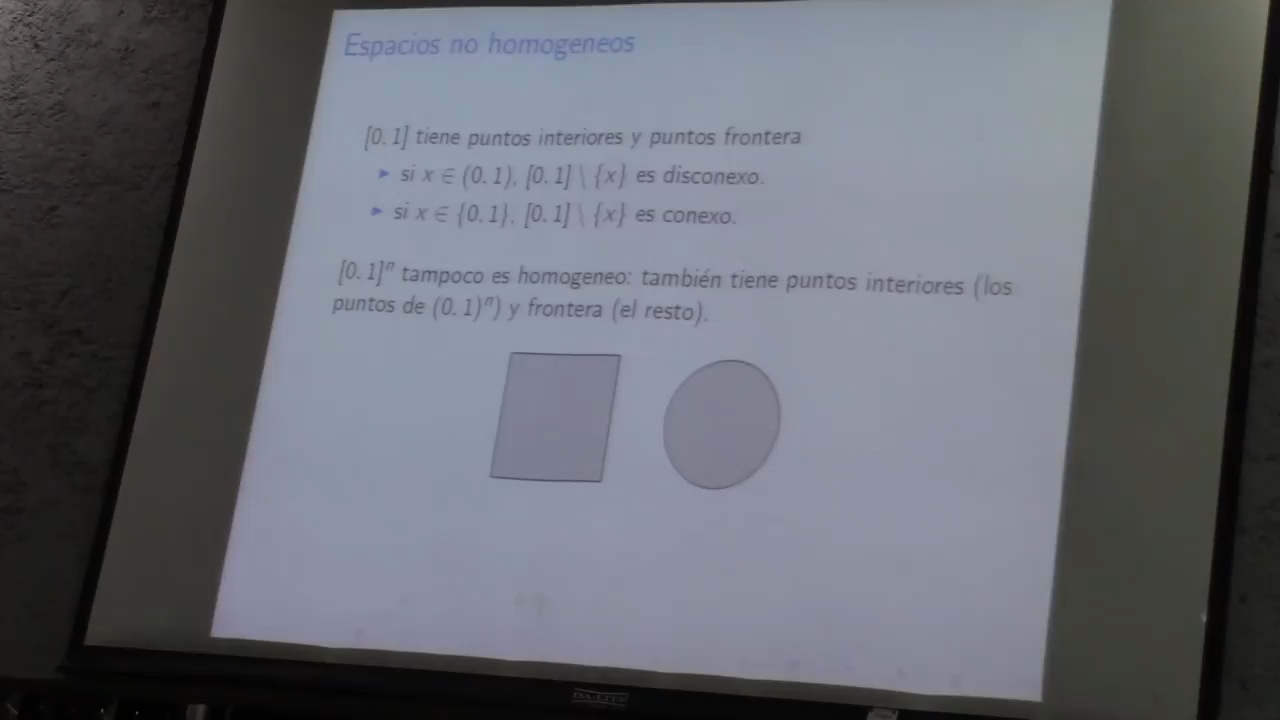 Espacios no homogeneos
[0, 1] tiene puntos interiores y puntos frontera
▶ si x ∈ (0, 1), [0, 1] \ {x} es disconexo.
▶ si x ∈ {0, 1}, [0, 1] \ {x} es conexo.
[0, 1]ⁿ tampoco es homogeneo: también tiene puntos interiores (los
puntos de (0, 1)ⁿ) y frontera (el resto).
DA-LITE